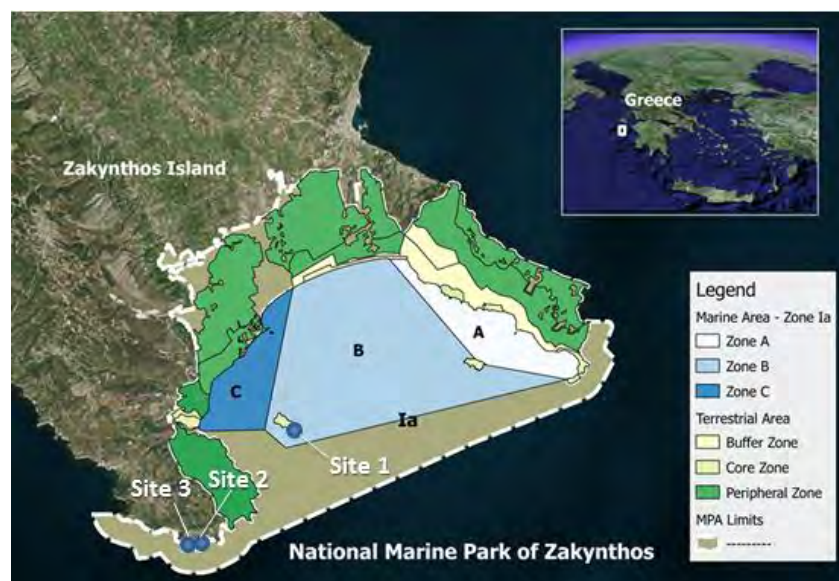 Greece
Zakynthos Island
A
B
C
Ia
Site 1
Site 2
Site 3
National Marine Park of Zakynthos
Legend
Marine Area - Zone Ia
Zone A
Zone B
Zone C
Terrestrial Area
Buffer Zone
Core Zone
Peripheral Zone
MPA Limits